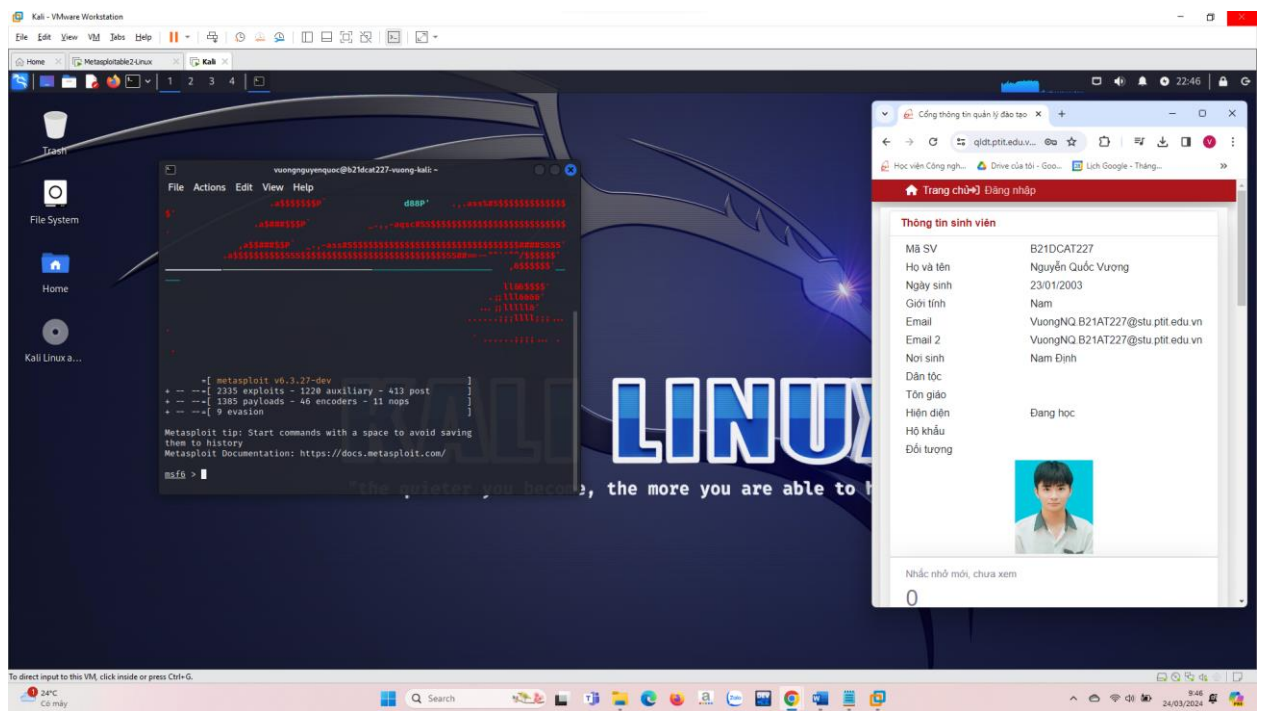 Kali - VMware Workstation
File Edit View VM Tabs Help
Home Metasploitable2-Linux Kali
1 2 3 4
22:46
Trash
File System
Home
Kali Linux a...
vuongnguyenquoc@b21dcat227-vuong-kali: ~
File Actions Edit View Help
=[ metasploit v6.3.27-dev ]
+ -- --=[ 2335 exploits - 1220 auxiliary - 413 post ]
+ -- --=[ 1385 payloads - 46 encoders - 11 nops ]
+ -- --=[ 9 evasion ]
Metasploit tip: Start commands with a space to avoid saving
them to history
Metasploit Documentation: https://docs.metasploit.com/
msf6 >
LINUX
"the quieter you become, the more you are able to h
Cổng thông tin quản lý đào tạo
qldt.ptit.edu.v...
Học viện Công ngh... Drive của tôi - Goo... Lịch Google - Tháng...
Trang chủ Đăng nhập
Thông tin sinh viên
Mã SV B21DCAT227
Họ và tên Nguyễn Quốc Vượng
Ngày sinh 23/01/2003
Giới tính Nam
Email VuongNQ.B21AT227@stu.ptit.edu.vn
Email 2 VuongNQ.B21AT227@stu.ptit.edu.vn
Nơi sinh Nam Định
Dân tộc
Tôn giáo
Hiện diện Đang học
Hộ khẩu
Đối tượng
Nhắc nhở mới, chưa xem
0
To direct input to this VM, click inside or press Ctrl+G.
24°C
Có mây
Search
9:46
24/03/2024